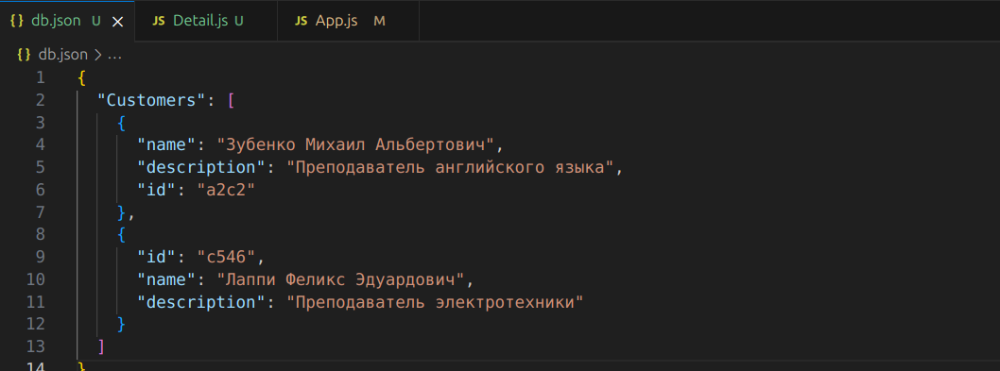 {} db.json U ×
JS Detail.js U
JS App.js M
{} db.json > ...
1 {
2 "Customers": [
3 {
4 "name": "Зубенко Михаил Альбертович",
5 "description": "Преподаватель английского языка",
6 "id": "a2c2"
7 },
8 {
9 "id": "c546",
10 "name": "Лаппи Феликс Эдуардович",
11 "description": "Преподаватель электротехники"
12 }
13 ]
14 }